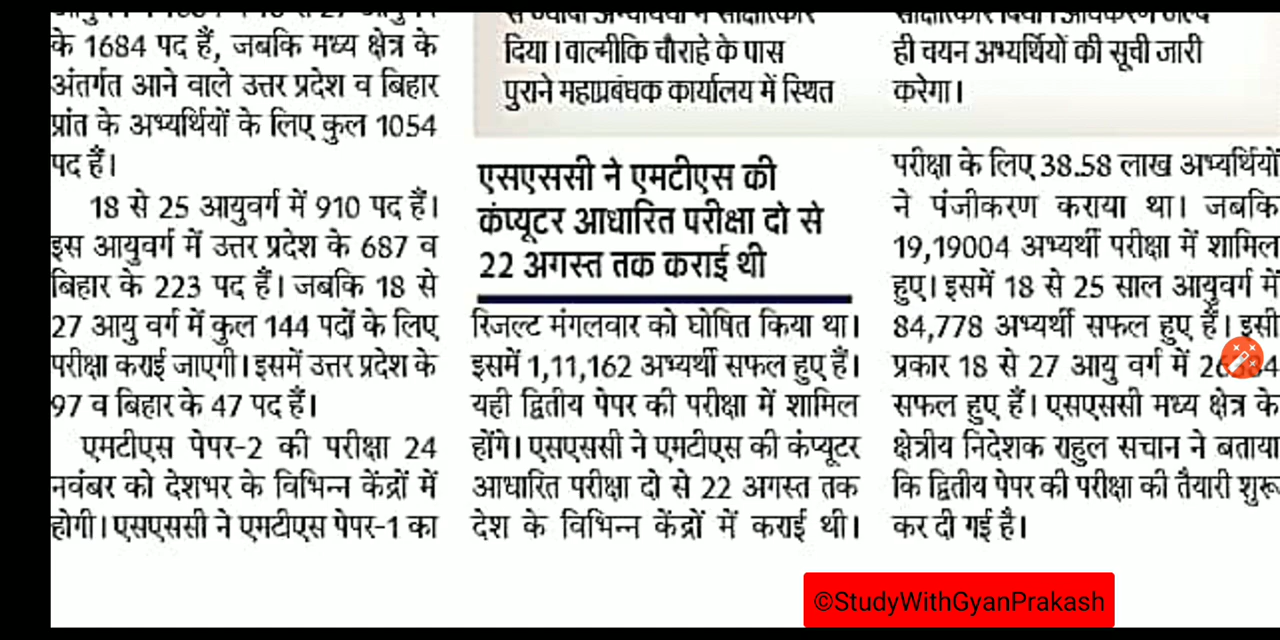 के 1684 पद हैं, जबकि मध्य क्षेत्र के
अंतर्गत आने वाले उत्तर प्रदेश व बिहार
प्रांत के अभ्यर्थियों के लिए कुल 1054
पद हैं।
18 से 25 आयुवर्ग में 910 पद हैं।
इस आयुवर्ग में उत्तर प्रदेश के 687 व
बिहार के 223 पद हैं। जबकि 18 से
27 आयु वर्ग में कुल 144 पदों के लिए
परीक्षा कराई जाएगी। इसमें उत्तर प्रदेश के
97 व बिहार के 47 पद हैं।
एमटीएस पेपर-2 की परीक्षा 24
नवंबर को देशभर के विभिन्न केंद्रों में
होगी। एसएससी ने एमटीएस पेपर-1 का
दिया। वाल्मीकि चौराहे के पास
पुराने महाप्रबंधक कार्यालय में स्थित
ही चयन अभ्यर्थियों की सूची जारी
करेगा।
एसएससी ने एमटीएस की
कंप्यूटर आधारित परीक्षा दो से
22 अगस्त तक कराई थी
रिजल्ट मंगलवार को घोषित किया था।
इसमें 1,11,162 अभ्यर्थी सफल हुए हैं।
यही द्वितीय पेपर की परीक्षा में शामिल
होंगे। एसएससी ने एमटीएस की कंप्यूटर
आधारित परीक्षा दो से 22 अगस्त तक
देश के विभिन्न केंद्रों में कराई थी।
परीक्षा के लिए 38.58 लाख अभ्यर्थियों
ने पंजीकरण कराया था। जबकि
19,19004 अभ्यर्थी परीक्षा में शामिल
हुए। इसमें 18 से 25 साल आयुवर्ग में
84,778 अभ्यर्थी सफल हुए हैं। इसी
प्रकार 18 से 27 आयु वर्ग में
सफल हुए हैं। एसएससी मध्य क्षेत्र के
क्षेत्रीय निदेशक राहुल सचान ने बताया
कि द्वितीय पेपर की परीक्षा की तैयारी शुरू
कर दी गई है।
©StudyWithGyanPrakash